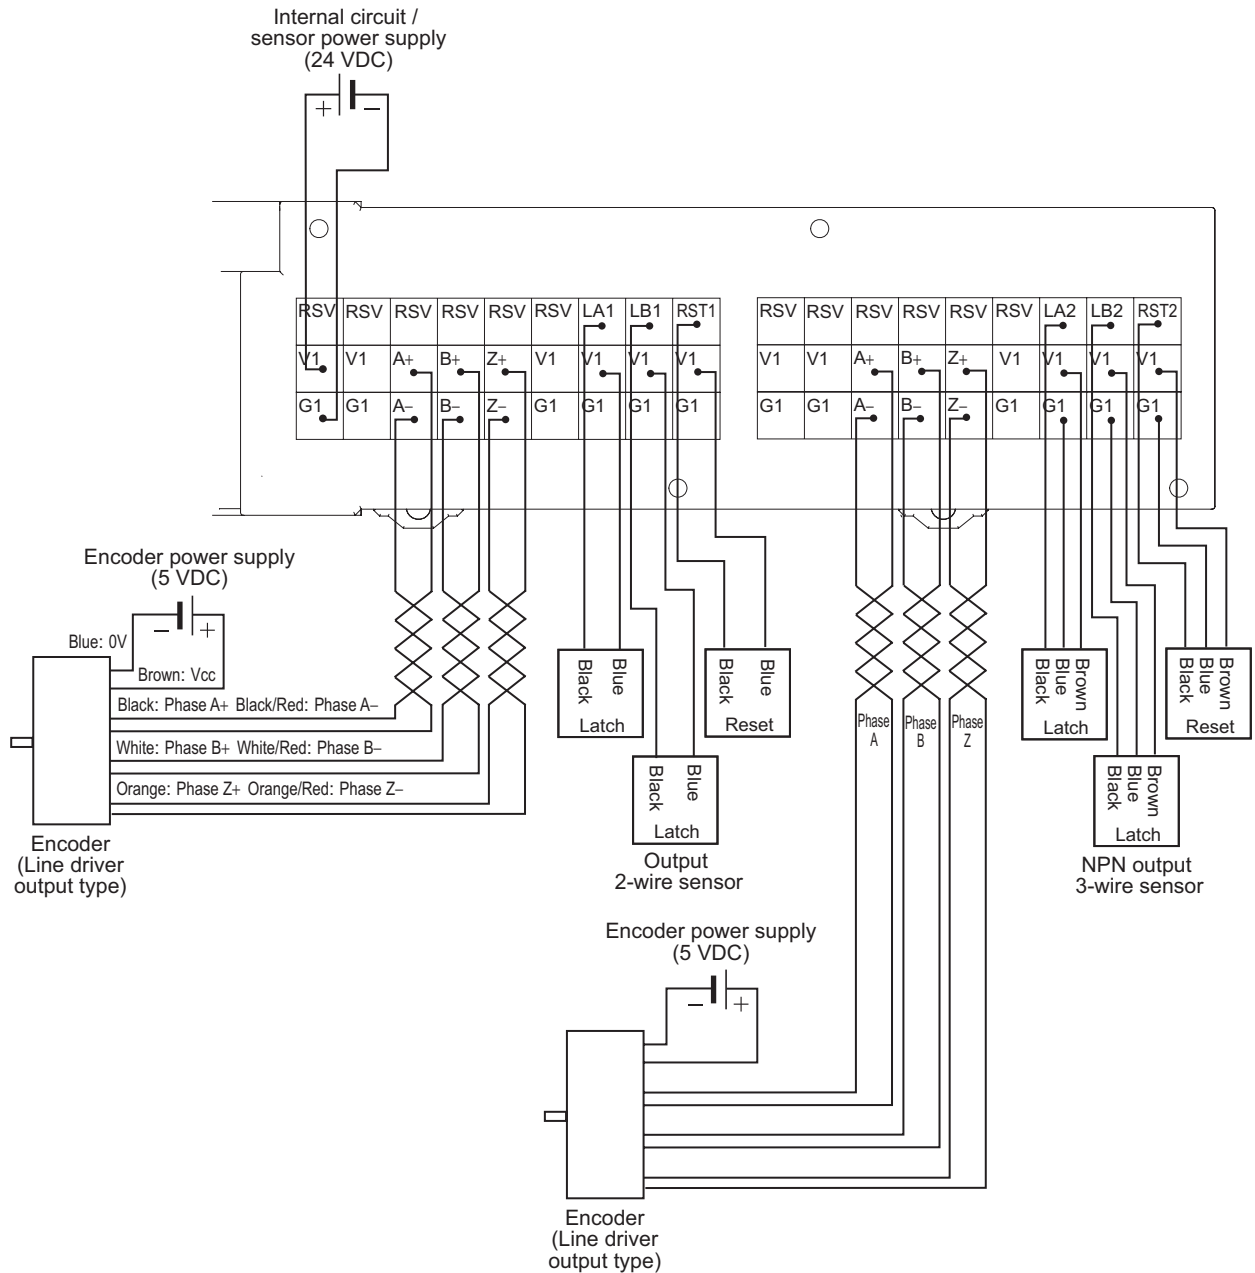 Internal circuit /
sensor power supply
(24 VDC)
+ –
RSV RSV RSV RSV RSV RSV LA1 LB1 RST1
V1 V1 A+ B+ Z+ V1 V1 V1 V1
G1 G1 A– B– Z– G1 G1 G1 G1
RSV RSV RSV RSV RSV RSV LA2 LB2 RST2
V1 V1 A+ B+ Z+ V1 V1 V1 V1
G1 G1 A– B– Z– G1 G1 G1 G1
Encoder power supply
(5 VDC)
– +
Blue: 0V
Brown: Vcc
Black: Phase A+ Black/Red: Phase A–
White: Phase B+ White/Red: Phase B–
Orange: Phase Z+ Orange/Red: Phase Z–
Encoder
(Line driver
output type)
Black
Blue
Latch
Black
Blue
Latch
Output
2-wire sensor
Black
Blue
Reset
Phase
A
Phase
B
Phase
Z
Black
Blue
Brown
Latch
Black
Blue
Brown
Latch
NPN output
3-wire sensor
Black
Blue
Brown
Reset
Encoder power supply
(5 VDC)
– +
Encoder
(Line driver
output type)